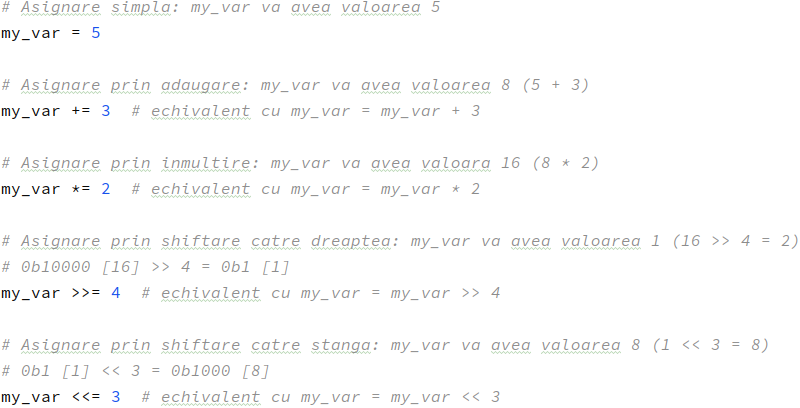 # Asignare simpla: my_var va avea valoarea 5
my_var = 5
# Asignare prin adaugare: my_var va avea valoarea 8 (5 + 3)
my_var += 3  # echivalent cu my_var = my_var + 3
# Asignare prin inmultire: my_var va avea valoara 16 (8 * 2)
my_var *= 2  # echivalent cu my_var = my_var * 2
# Asignare prin shiftare catre dreaptea: my_var va avea valoarea 1 (16 >> 4 = 2)
# 0b10000 [16] >> 4 = 0b1 [1]
my_var >>= 4  # echivalent cu my_var = my_var >> 4
# Asignare prin shiftare catre stanga: my_var va avea valoarea 8 (1 << 3 = 8)
# 0b1 [1] << 3 = 0b1000 [8]
my_var <<= 3  # echivalent cu my_var = my_var << 3